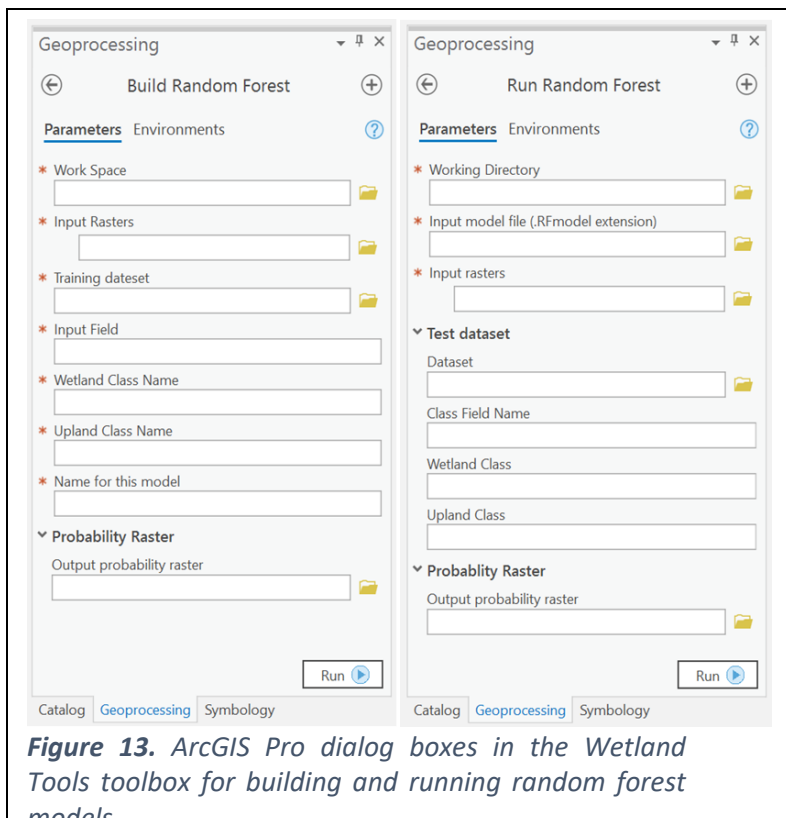 Geoprocessing
Build Random Forest
Parameters Environments
* Work Space
* Input Rasters
* Training dateset
* Input Field
* Wetland Class Name
* Upland Class Name
* Name for this model
Probability Raster
Output probability raster
Run
Catalog Geoprocessing Symbology
Geoprocessing
Run Random Forest
Parameters Environments
* Working Directory
* Input model file (.RFmodel extension)
* Input rasters
Test dataset
Dataset
Class Field Name
Wetland Class
Upland Class
Probablity Raster
Output probability raster
Run
Catalog Geoprocessing Symbology
Figure 13. ArcGIS Pro dialog boxes in the Wetland
Tools toolbox for building and running random forest
models